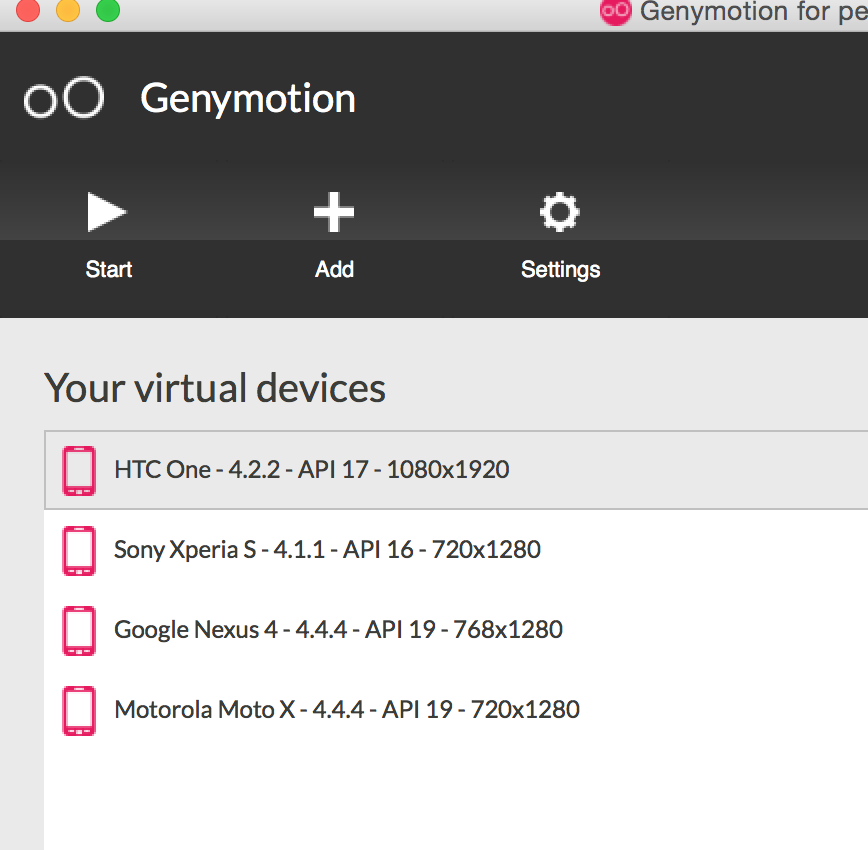 Genymotion for pe
Genymotion
Start Add Settings
Your virtual devices
HTC One - 4.2.2 - API 17 - 1080x1920
Sony Xperia S - 4.1.1 - API 16 - 720x1280
Google Nexus 4 - 4.4.4 - API 19 - 768x1280
Motorola Moto X - 4.4.4 - API 19 - 720x1280